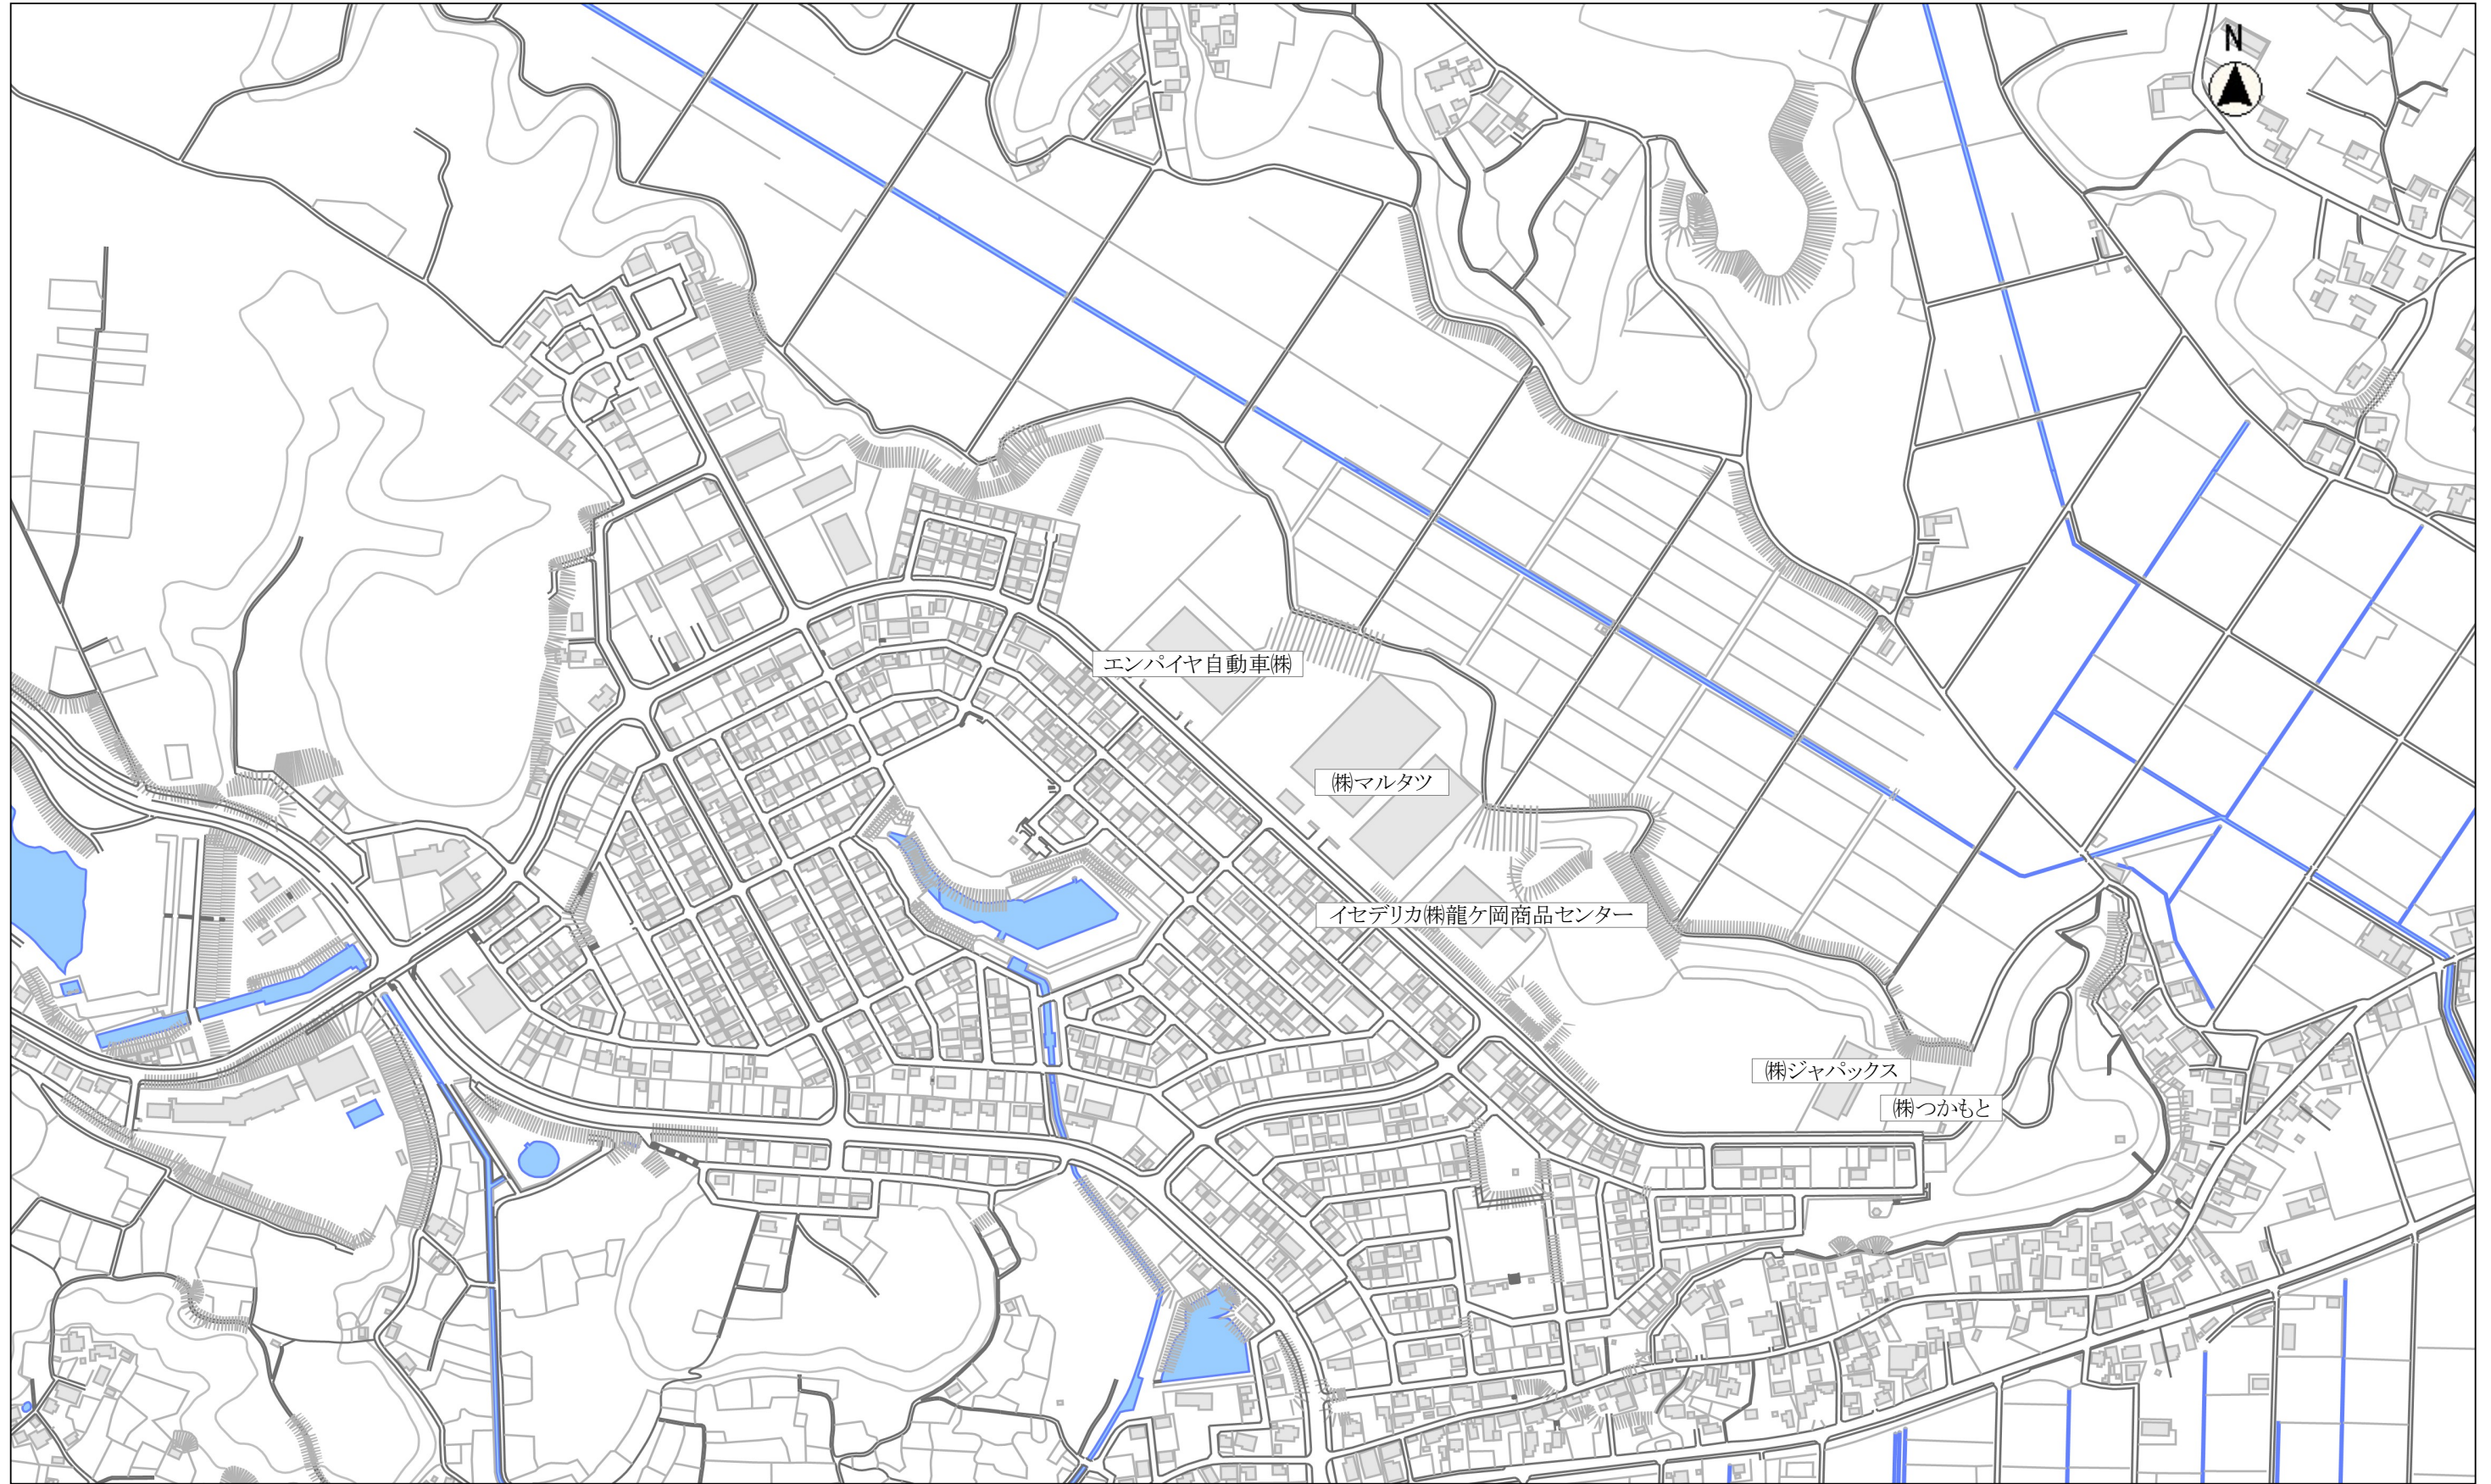 N
エンパイヤ自動車㈱
㈱マルタツ
イセデリカ㈱龍ケ岡商品センター
㈱ジャパックス
㈱つかもと